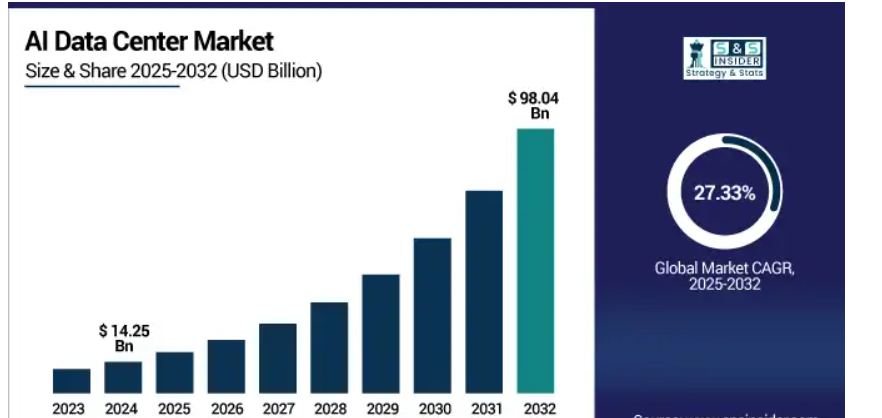 AI Data Center Market
Size & Share 2025-2032 (USD Billion)
$ 98.04
Bn
$ 14.25
Bn
2023 2024 2025 2026 2027 2028 2029 2030 2031 2032
S & S
INSIDER
Strategy & Stats
27.33%
Global Market CAGR,
2025-2032